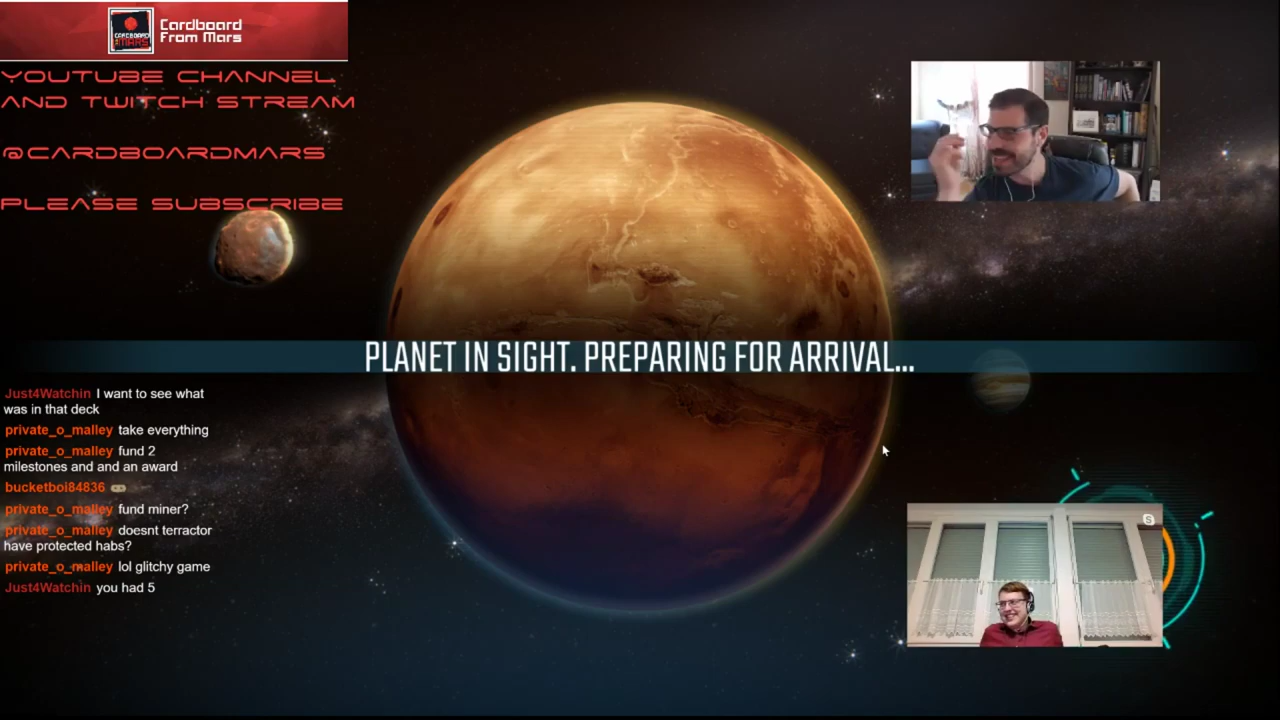 Cardboard
From Mars
CARDBOARD
MARS
YOUTUBE CHANNEL
AND TWITCH STREAM
@CARDBOARDMARS
PLEASE SUBSCRIBE
PLANET IN SIGHT. PREPARING FOR ARRIVAL...
Just4Watchin I want to see what
was in that deck
private_o_malley take everything
private_o_malley fund 2
milestones and and an award
bucketboi84836
private_o_malley fund miner?
private_o_malley doesnt terractor
have protected habs?
private_o_malley lol glitchy game
Just4Watchin you had 5
S